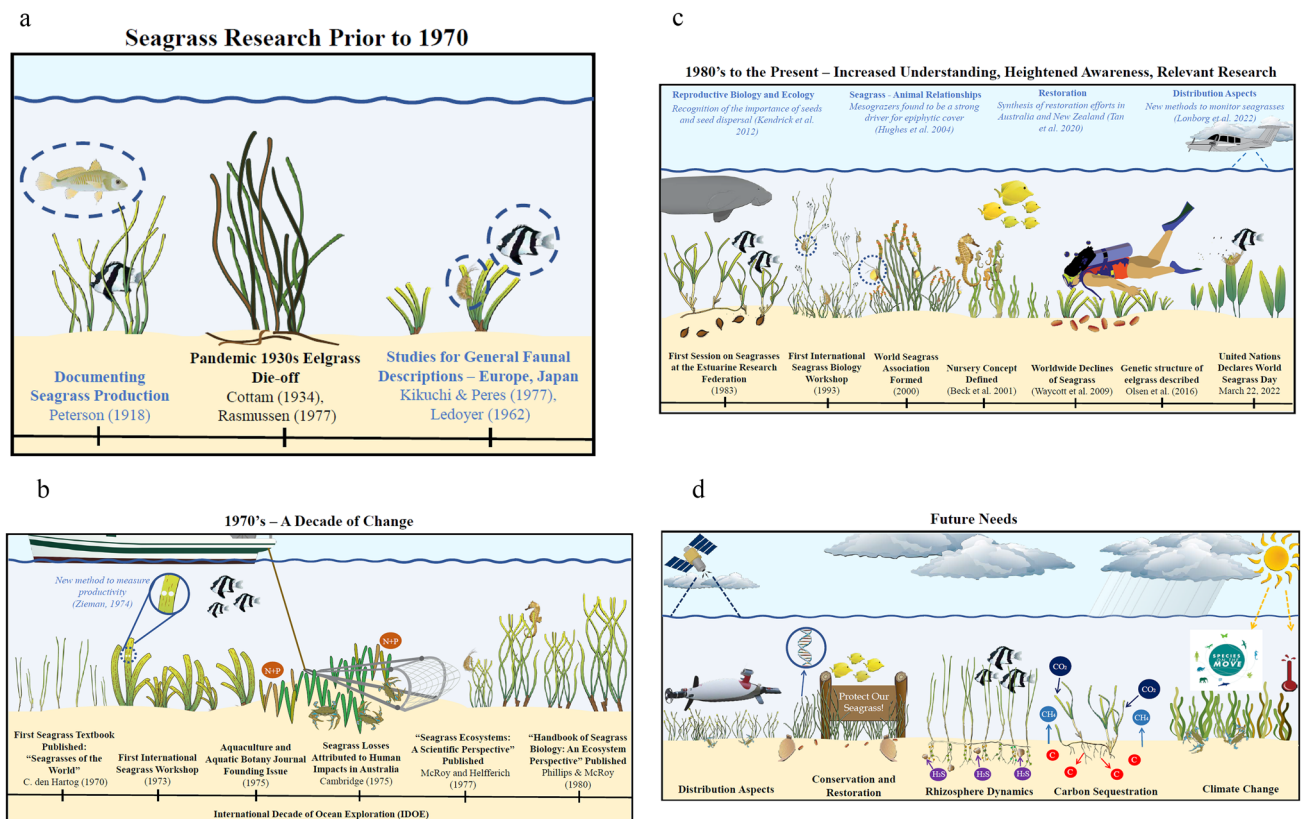 a
Seagrass Research Prior to 1970
Documenting
Seagrass Production
Peterson (1918)
Pandemic 1930s Eelgrass
Die-off
Cottam (1934),
Rasmussen (1977)
Studies for General Faunal
Descriptions – Europe, Japan
Kikuchi & Peres (1977),
Ledoyer (1962)
b
1970's – A Decade of Change
New method to measure
productivity
(Zieman, 1974)
N+P
N+P
First Seagrass Textbook
Published:
“Seagrasses of the
World”
C. den Hartog (1970)
First International
Seagrass Workshop
(1973)
Aquaculture and
Aquatic Botany Journal
Founding Issue
(1975)
Seagrass Losses
Attributed to Human
Impacts in Australia
Cambridge (1975)
“Seagrass Ecosystems:
A Scientific Perspective”
Published
McRoy and Helfferich
(1977)
“Handbook of Seagrass
Biology: An Ecosystem
Perspective” Published
Phillips & McRoy
(1980)
International Decade of Ocean Exploration (IDOE)
c
1980's to the Present – Increased Understanding, Heightened Awareness, Relevant Research
Reproductive Biology and Ecology
Recognition of the importance of seeds
and seed dispersal (Kendrick et al.
2012)
Seagrass - Animal Relationships
Mesograzers found to be a strong
driver for epiphytic cover
(Hughes et al. 2004)
Restoration
Synthesis of restoration efforts in
Australia and New Zealand (Tan
et al. 2020)
Distribution Aspects
New methods to monitor seagrasses
(Lonborg et al. 2022)
First Session on Seagrasses
at the Estuarine Research
Federation
(1983)
First International
Seagrass Biology
Workshop
(1993)
World Seagrass
Association
Formed
(2000)
Nursery Concept
Defined
(Beck et al. 2001)
Worldwide Declines
of Seagrass
(Waycott et al. 2009)
Genetic structure of
eelgrass described
Olsen et al. (2016)
United Nations
Declares World
Seagrass Day
March 22, 2022
d
Future Needs
Protect Our
Seagrass!
SPECIES
ON THE
MOVE
CO₂
CO₂
CH₄
CH₄
C
C
C
C
H₂S
H₂S
H₂S
Distribution Aspects
Conservation and
Restoration
Rhizosphere Dynamics
Carbon Sequestration
Climate Change